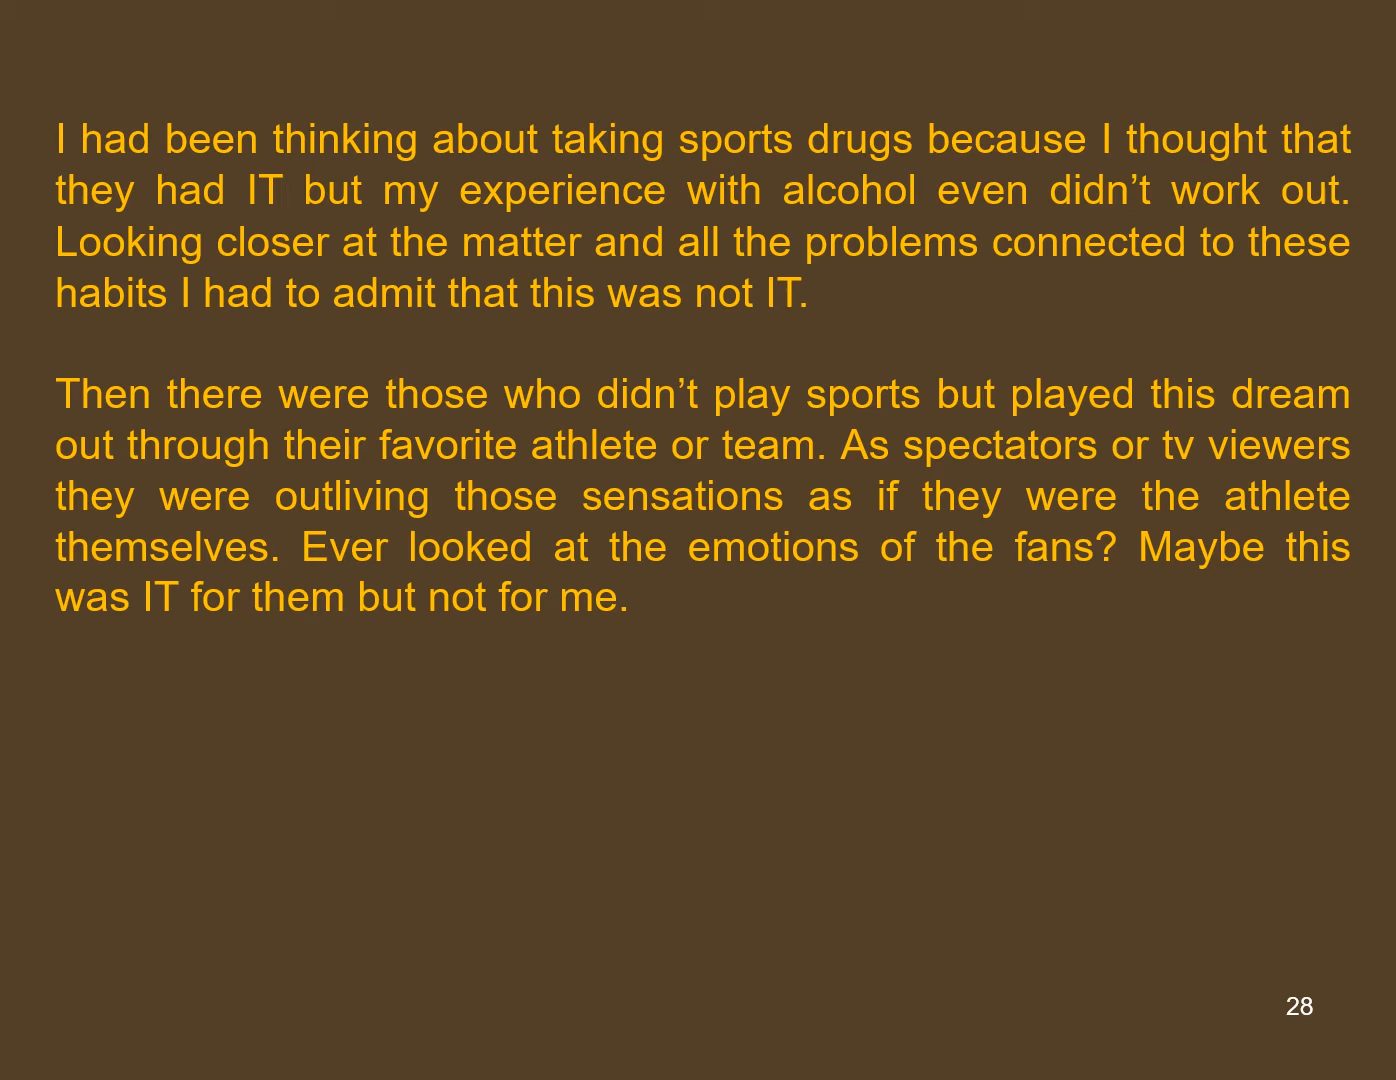 I had been thinking about taking sports drugs because I thought that
they had IT but my experience with alcohol even didn’t work out.
Looking closer at the matter and all the problems connected to these
habits I had to admit that this was not IT.
Then there were those who didn’t play sports but played this dream
out through their favorite athlete or team. As spectators or tv viewers
they were outliving those sensations as if they were the athlete
themselves. Ever looked at the emotions of the fans? Maybe this
was IT for them but not for me.
28